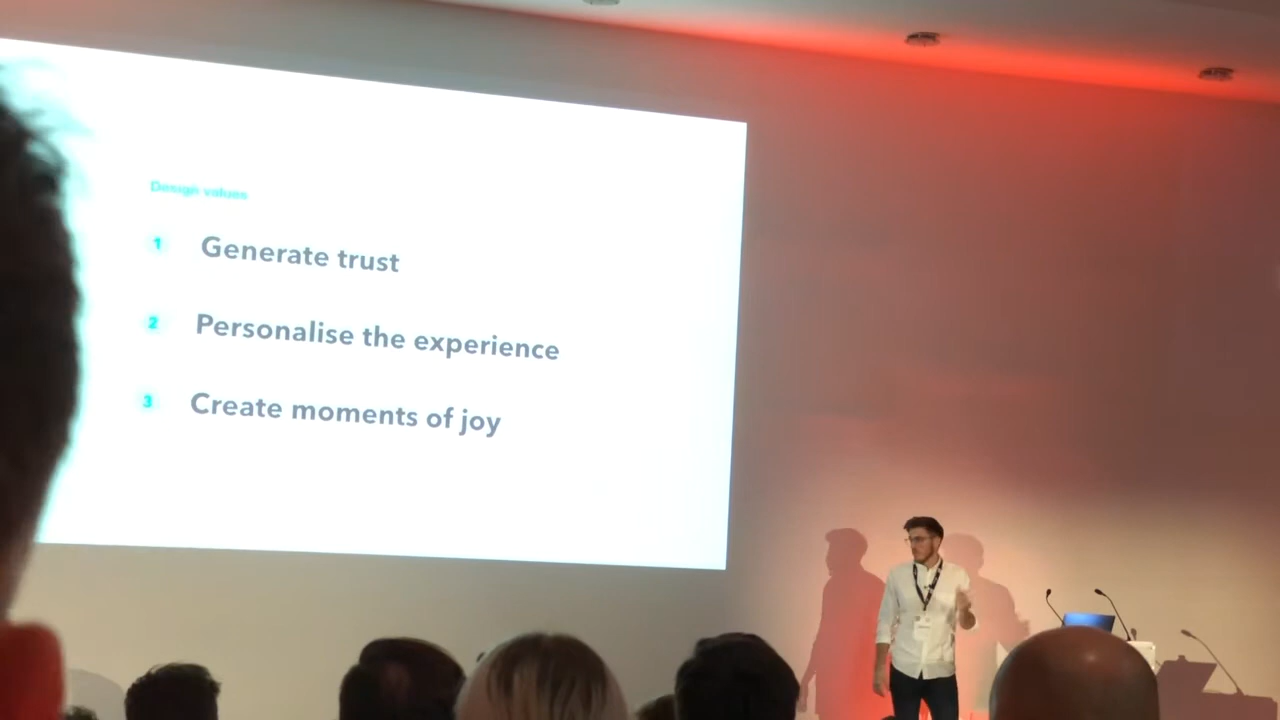 Design values
1 Generate trust
2 Personalise the experience
3 Create moments of joy